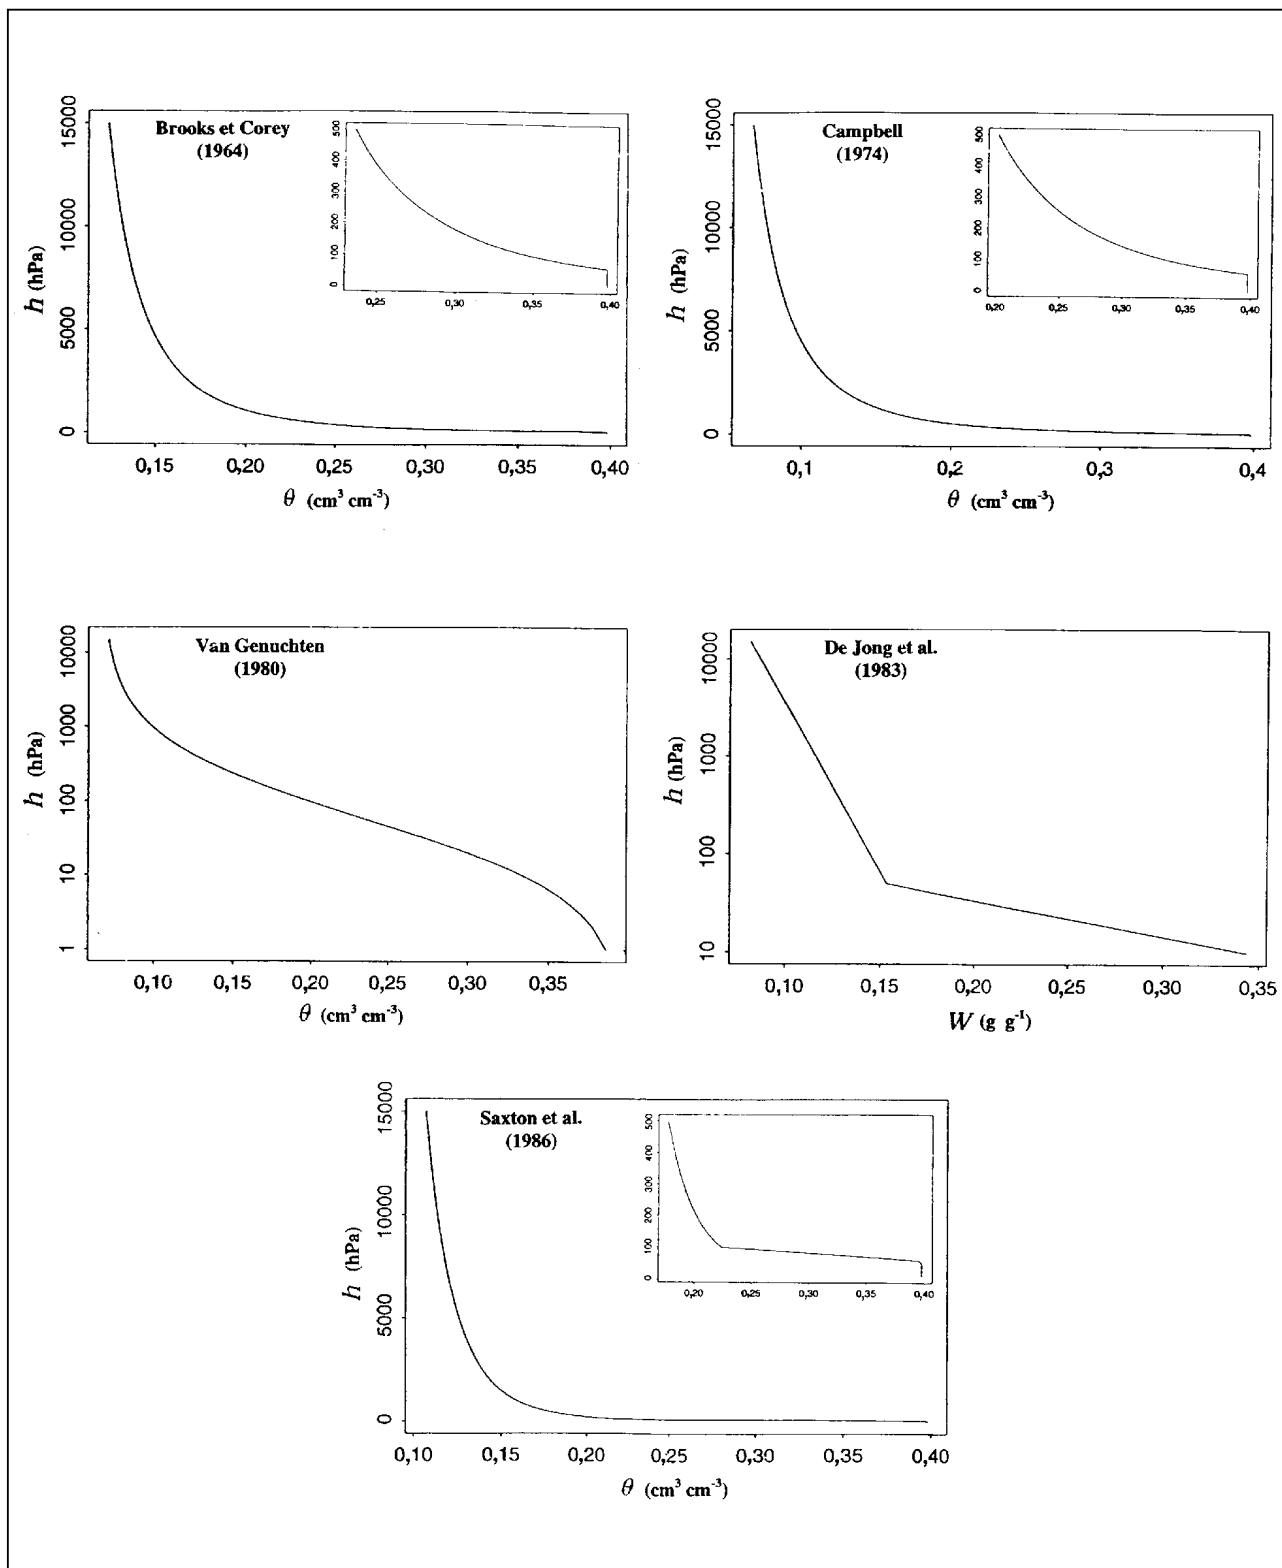 Brooks et Corey
(1964)
h (hPa)
15000
10000
5000
0
500
400
300
200
100
0
0,25 0,30 0,35 0,40
0,15 0,20 0,25 0,30 0,35 0,40
θ (cm³ cm⁻³)
Campbell
(1974)
h (hPa)
15000
10000
5000
0
500
400
300
200
100
0
0,20 0,25 0,30 0,35 0,40
0,1 0,2 0,3 0,4
θ (cm³ cm⁻³)
Van Genuchten
(1980)
h (hPa)
10000
1000
100
10
1
0,10 0,15 0,20 0,25 0,30 0,35
θ (cm³ cm⁻³)
De Jong et al.
(1983)
h (hPa)
10000
1000
100
10
0,10 0,15 0,20 0,25 0,30 0,35
W (g g⁻¹)
Saxton et al.
(1986)
h (hPa)
15000
10000
5000
0
500
400
300
200
100
0
0,20 0,25 0,30 0,35 0,40
0,10 0,15 0,20 0,25 0,30 0,35 0,40
θ (cm³ cm⁻³)